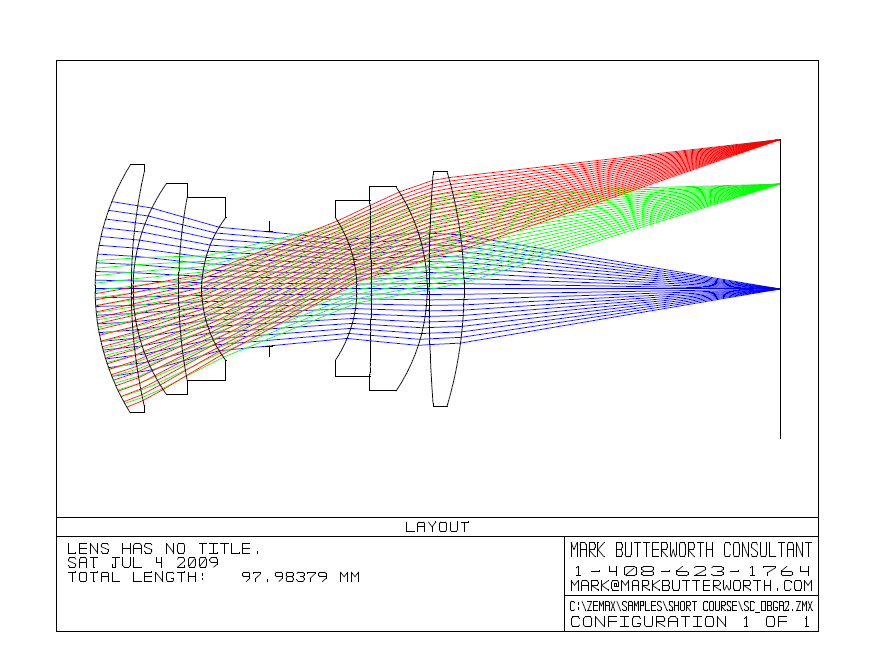 LAYOUT
LENS HAS NO TITLE.
SAT JUL 4 2009
TOTAL LENGTH: 97.98379 MM
MARK BUTTERWORTH CONSULTANT
1-408-623-1764
MARK@MARKBUTTERWORTH.COM
C:\ZEMAX\SAMPLES\SHORT COURSE\SC_DBGA2.ZMX
CONFIGURATION 1 OF 1